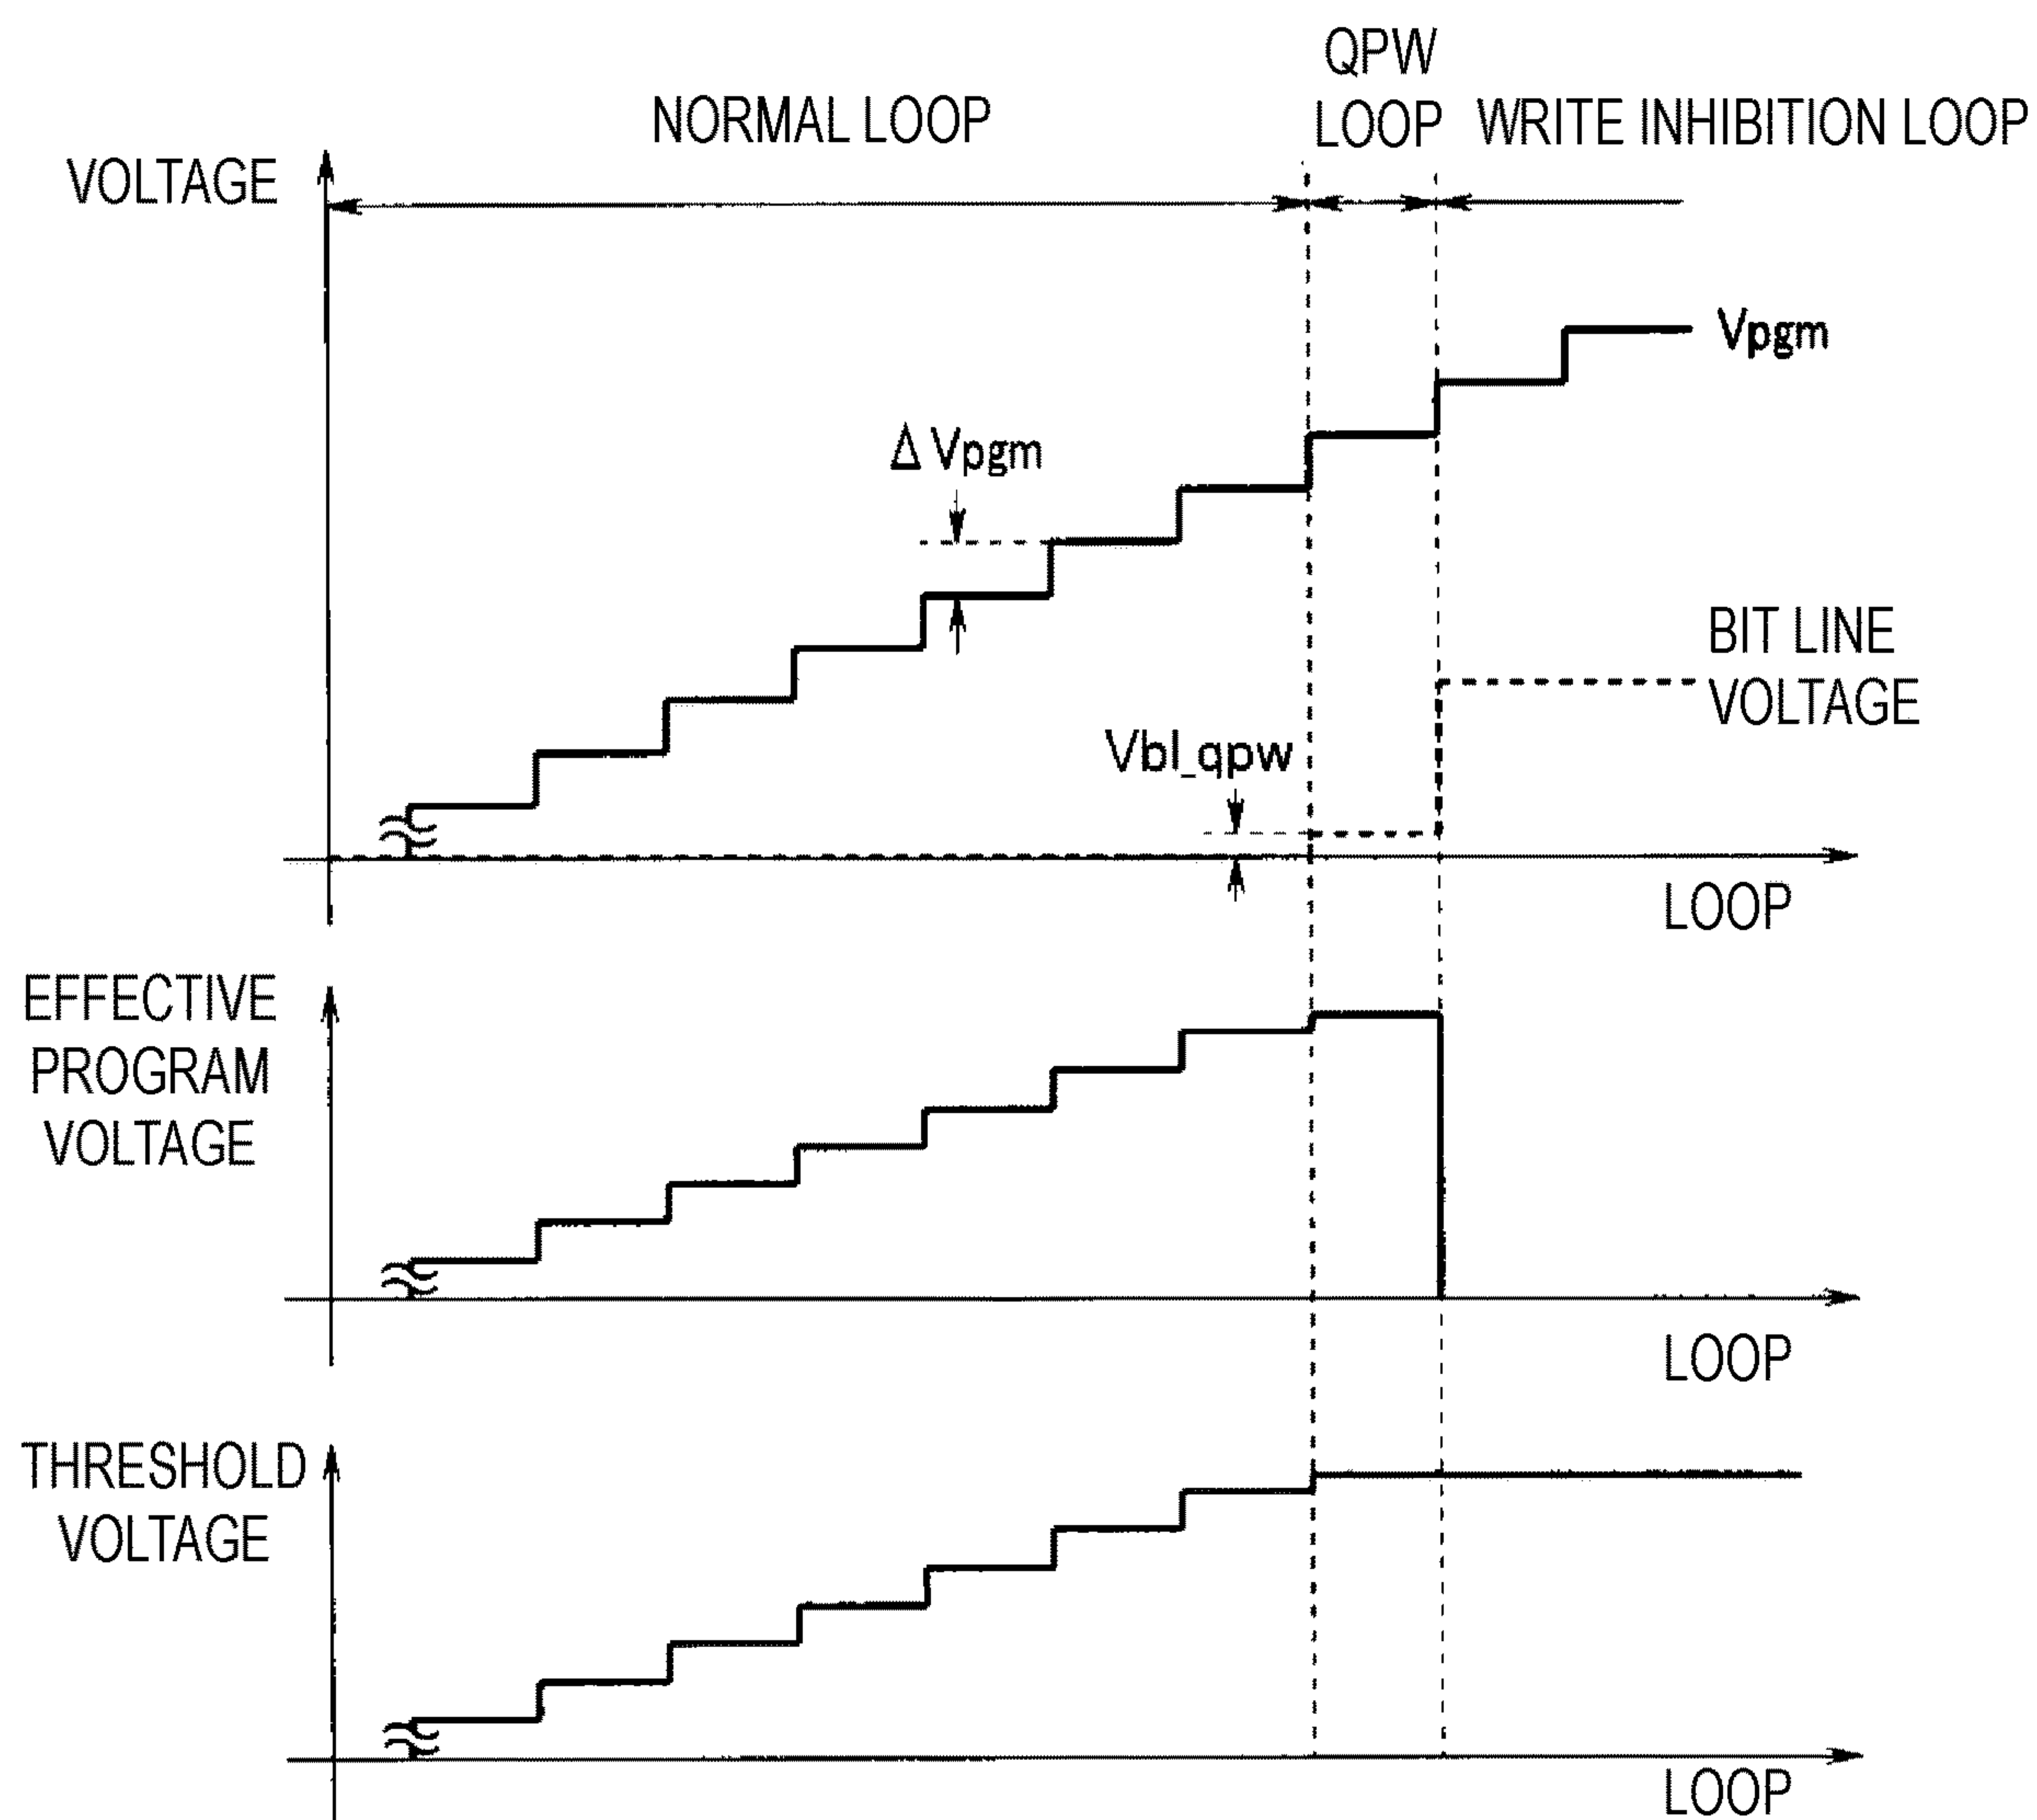 QPW
LOOP
NORMAL LOOP
WRITE INHIBITION LOOP
VOLTAGE
Vpgm
Δ Vpgm
BIT LINE
VOLTAGE
Vbl_qpw
LOOP
EFFECTIVE
PROGRAM
VOLTAGE
LOOP
THRESHOLD
VOLTAGE
LOOP